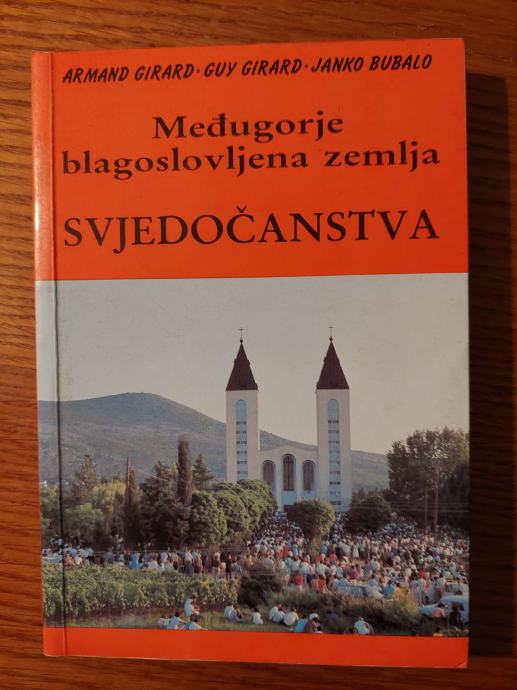 ARMAND GIRARD · GUY GIRARD · JANKO BUBALO
Međugorje
blagoslovljena zemlja
SVJEDOČANSTVA